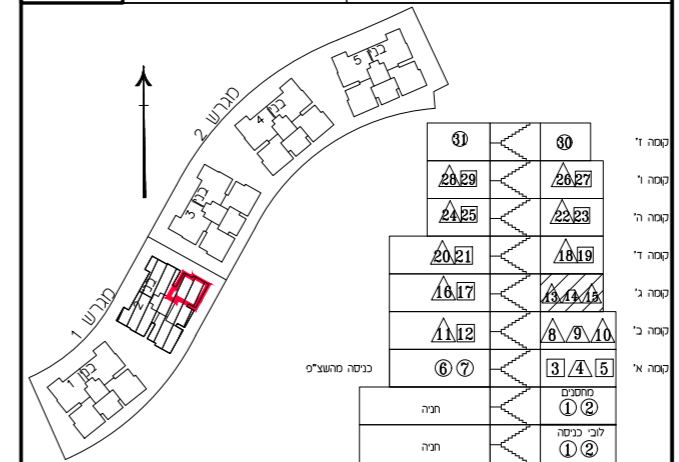 מגרש 2
בנין 5
בנין 4
בנין 3
מגרש 1
בנין 1
31 30 קומה ז'
28 29 26 27 קומה ו'
24 25 22 23 קומה ה'
20 21 18 19 קומה ד'
16 17 13 14 15 קומה ג'
11 12 8 9 10 קומה ב'
כניסה מהשצ"פ 6 7 3 4 5 קומה א'
חניה מחסנים 1 2
חניה לובי כניסה 1 2